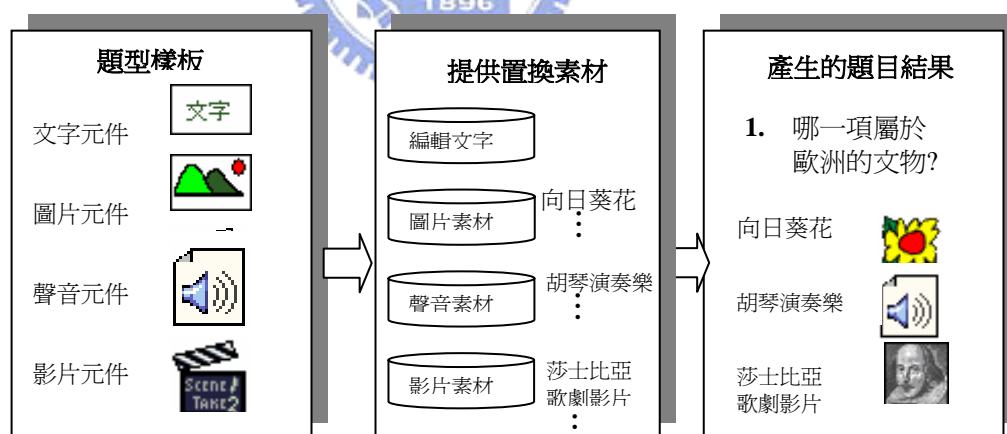 1896
題型樣板
文字元件
文字
圖片元件
聲音元件
影片元件
SCENE
TAKE2
提供置換素材
編輯文字
圖片素材
向日葵花
聲音素材
胡琴演奏樂
影片素材
莎士比亞
歌劇影片
產生的題目結果
1. 哪一項屬於
歐洲的文物?
向日葵花
胡琴演奏樂
莎士比亞
歌劇影片